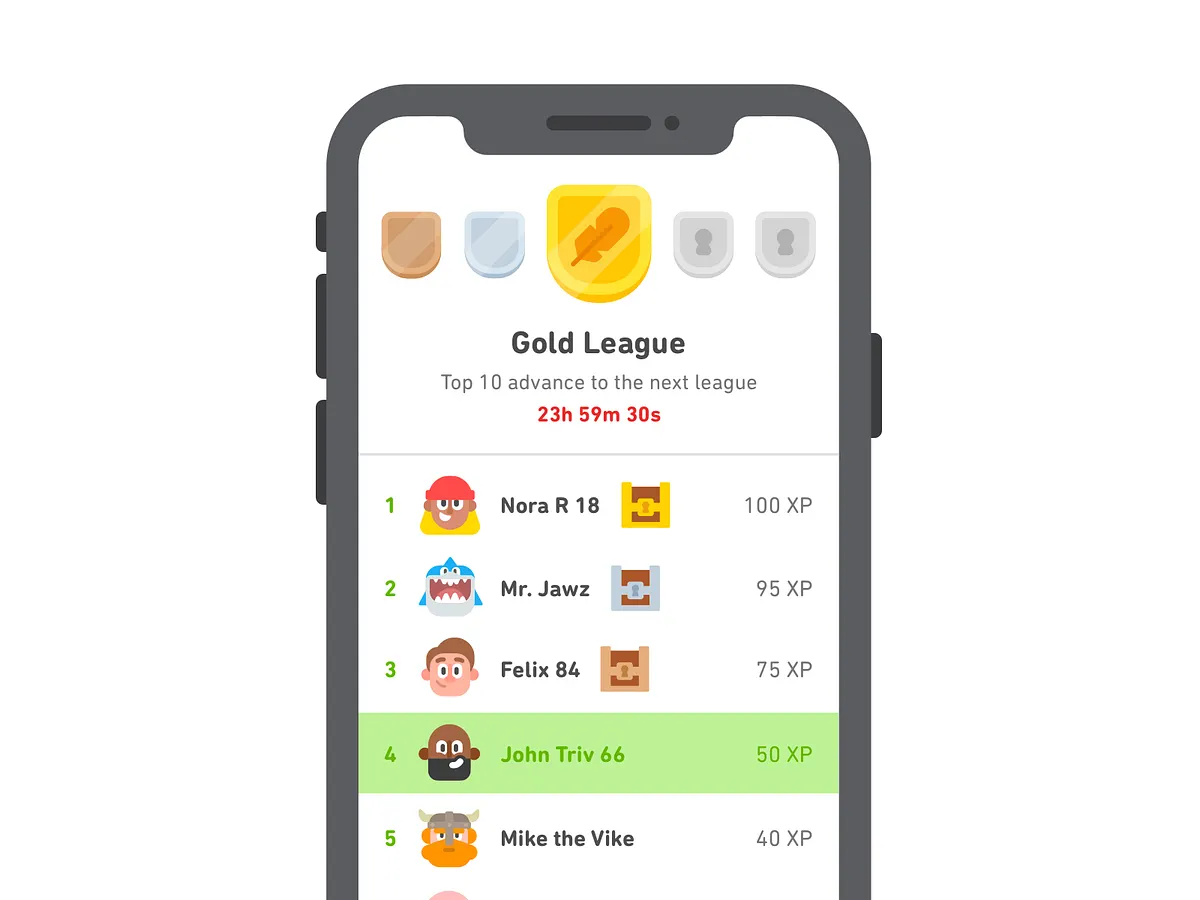 Gold League
Top 10 advance to the next league
23h 59m 30s
1 Nora R 18 100 XP
2 Mr. Jawz 95 XP
3 Felix 84 75 XP
4 John Triv 66 50 XP
5 Mike the Vike 40 XP